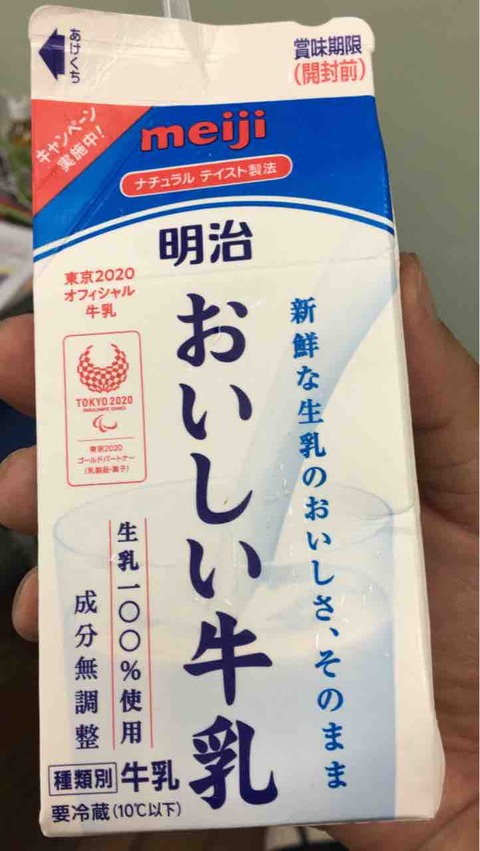 あけくち
賞味期限
(開封前)
キャンペーン
実施中!
meiji
ナチュラル テイスト製法
明治
おいしい牛乳
新鮮な生乳のおいしさ、そのまま
東京2020
オフィシャル
牛乳
TOKYO 2020
PARALYMPIC GAMES
東京2020
ゴールドパートナー
(乳製品・菓子)
生乳一〇〇%使用
成分無調整
種類別 牛乳
要冷蔵(10℃以下)